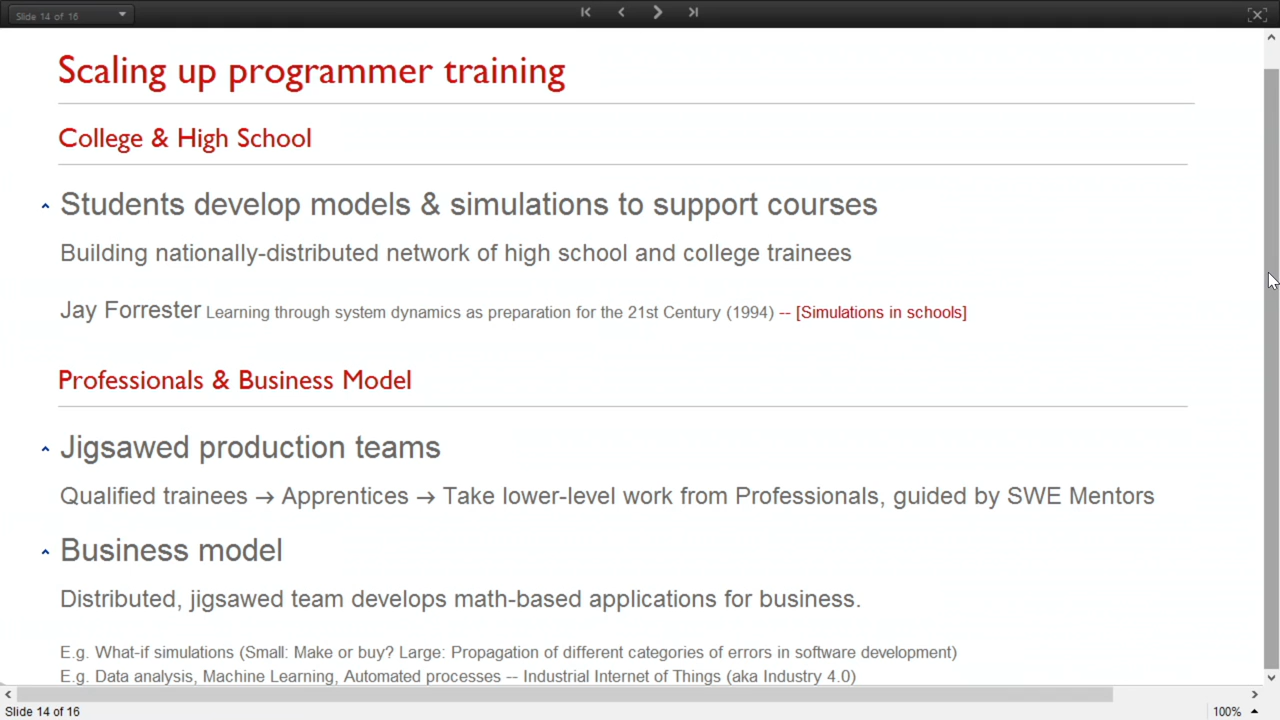 Slide 14 of 16
Scaling up programmer training
College & High School
Students develop models & simulations to support courses
Building nationally-distributed network of high school and college trainees
Jay Forrester Learning through system dynamics as preparation for the 21st Century (1994) -- [Simulations in schools]
Professionals & Business Model
Jigsawed production teams
Qualified trainees → Apprentices → Take lower-level work from Professionals, guided by SWE Mentors
Business model
Distributed, jigsawed team develops math-based applications for business.
E.g. What-if simulations (Small: Make or buy? Large: Propagation of different categories of errors in software development)
E.g. Data analysis, Machine Learning, Automated processes -- Industrial Internet of Things (aka Industry 4.0)
Slide 14 of 16
100%